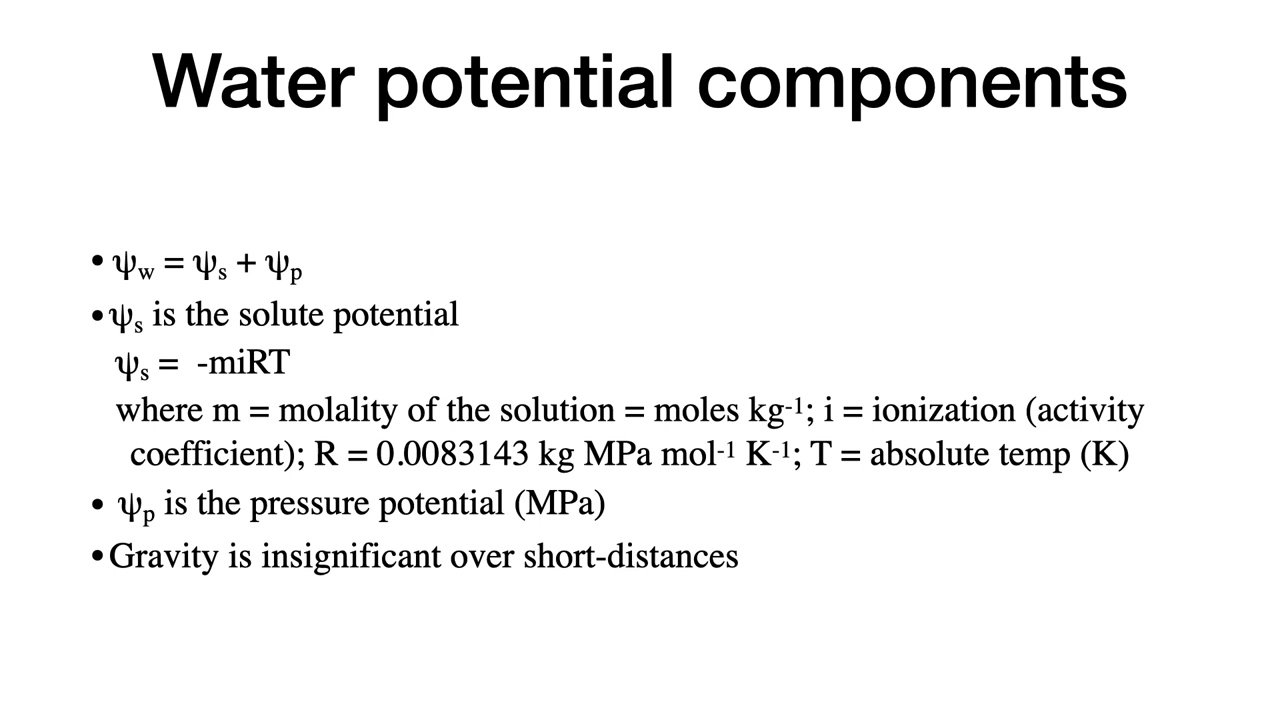 Water potential components
• ψw = ψs + ψp
• ψs is the solute potential
ψs = -miRT
where m = molality of the solution = moles kg-1; i = ionization (activity
coefficient); R = 0.0083143 kg MPa mol-1 K-1; T = absolute temp (K)
• ψp is the pressure potential (MPa)
• Gravity is insignificant over short-distances